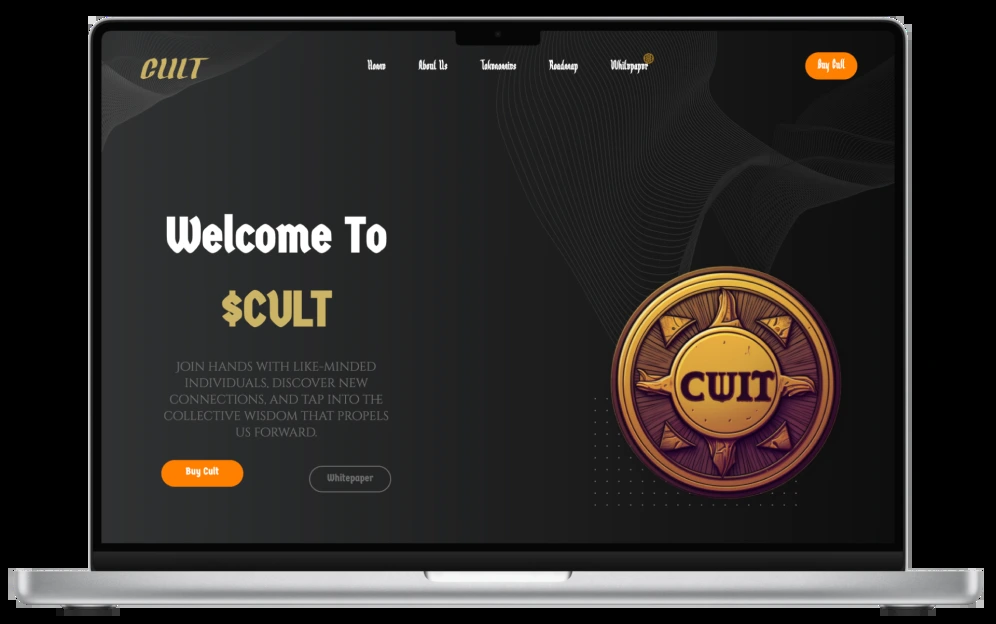 CULT
Home About Us Tokenomics Roadmap Whitepaper
Buy Cult
Welcome To
$CULT
JOIN HANDS WITH LIKE-MINDED
INDIVIDUALS, DISCOVER NEW
CONNECTIONS, AND TAP INTO THE
COLLECTIVE WISDOM THAT PROPELS
US FORWARD.
Buy Cult
Whitepaper
CUIT